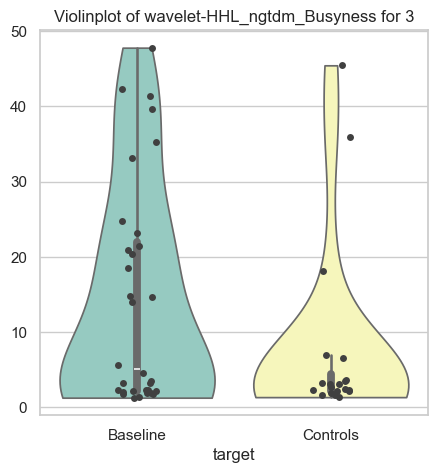 Violinplot of wavelet-HHL_ngtdm_Busyness for 3
50
40
30
20
10
0
Baseline
Controls
target